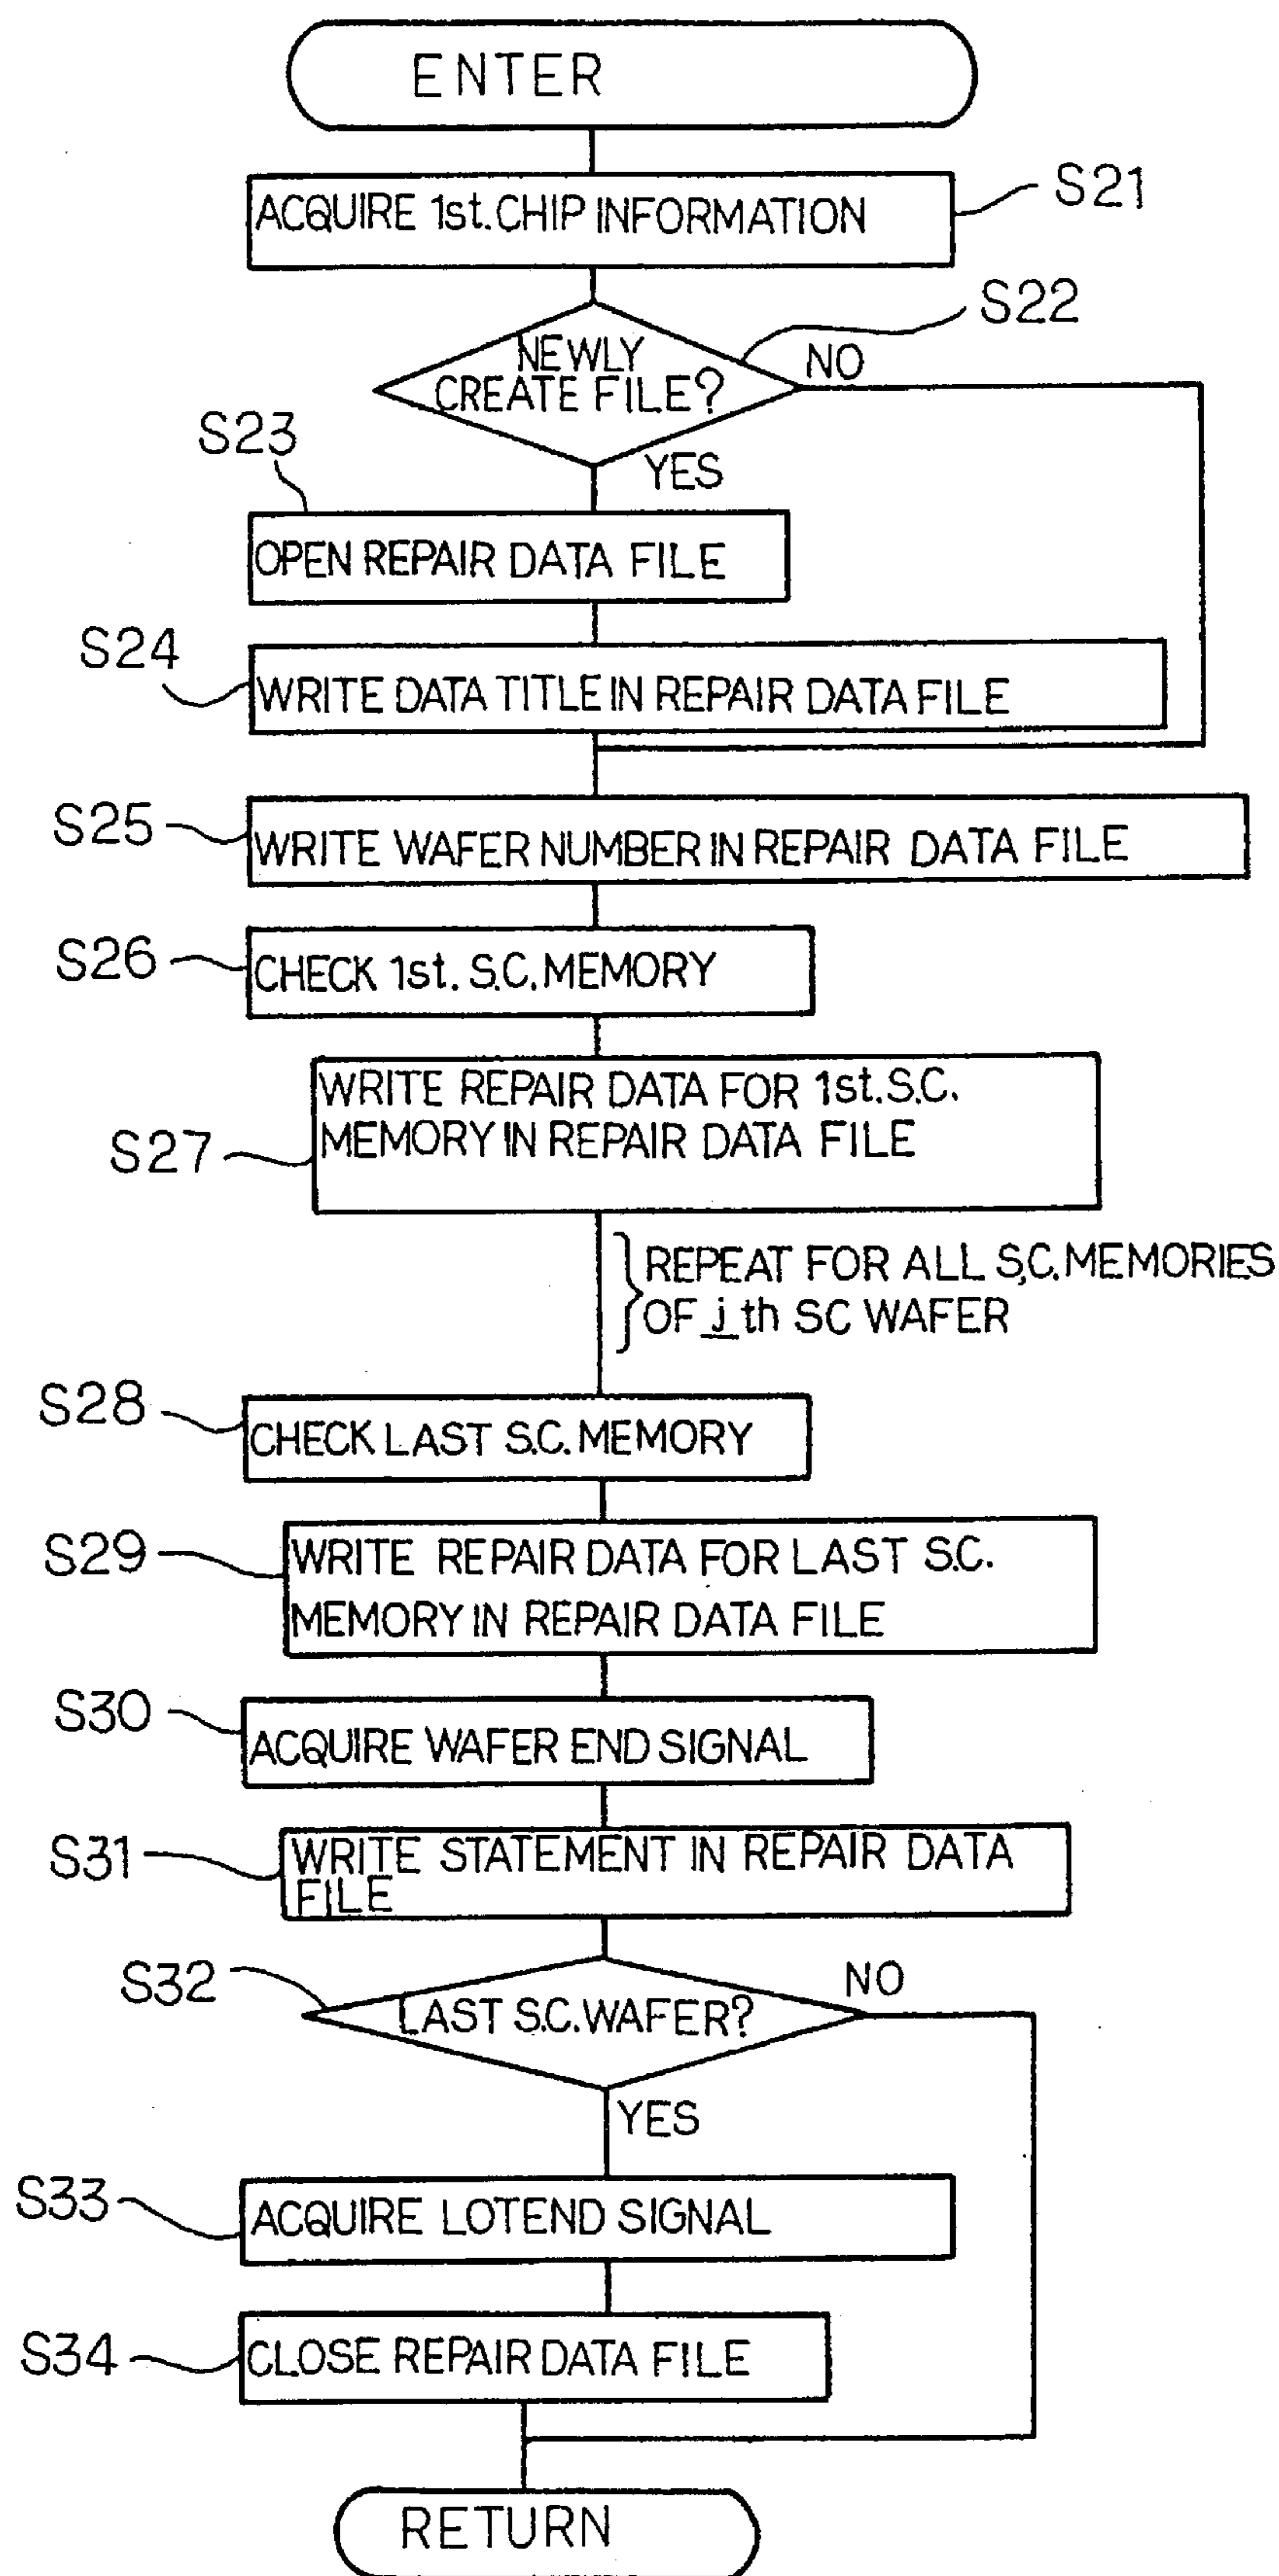 ENTER
ACQUIRE 1st. CHIP INFORMATION
S21
S22
NEWLY
CREATE FILE?
NO
YES
S23
OPEN REPAIR DATA FILE
S24
WRITE DATA TITLE IN REPAIR DATA FILE
S25
WRITE WAFER NUMBER IN REPAIR DATA FILE
S26
CHECK 1st. S.C. MEMORY
S27
WRITE REPAIR DATA FOR 1st. S.C.
MEMORY IN REPAIR DATA FILE
REPEAT FOR ALL S.C. MEMORIES
OF j th SC WAFER
S28
CHECK LAST S.C. MEMORY
S29
WRITE REPAIR DATA FOR LAST S.C.
MEMORY IN REPAIR DATA FILE
S30
ACQUIRE WAFER END SIGNAL
S31
WRITE STATEMENT IN REPAIR DATA
FILE
S32
LAST S.C. WAFER?
NO
YES
S33
ACQUIRE LOTEND SIGNAL
S34
CLOSE REPAIR DATA FILE
RETURN